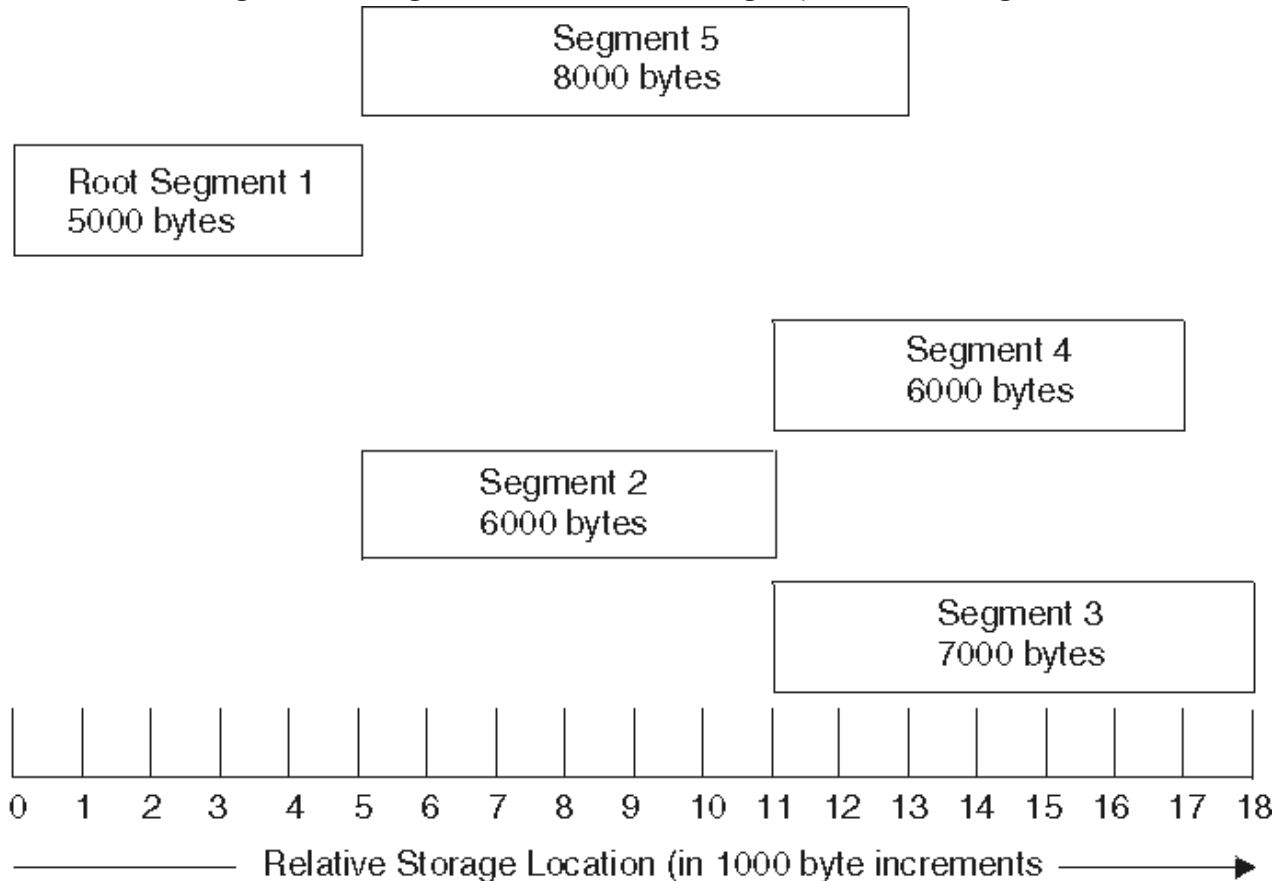 Segment 5
8000 bytes
Root Segment 1
5000 bytes
Segment 4
6000 bytes
Segment 2
6000 bytes
Segment 3
7000 bytes
0 1 2 3 4 5 6 7 8 9 10 11 12 13 14 15 16 17 18
Relative Storage Location (in 1000 byte increments